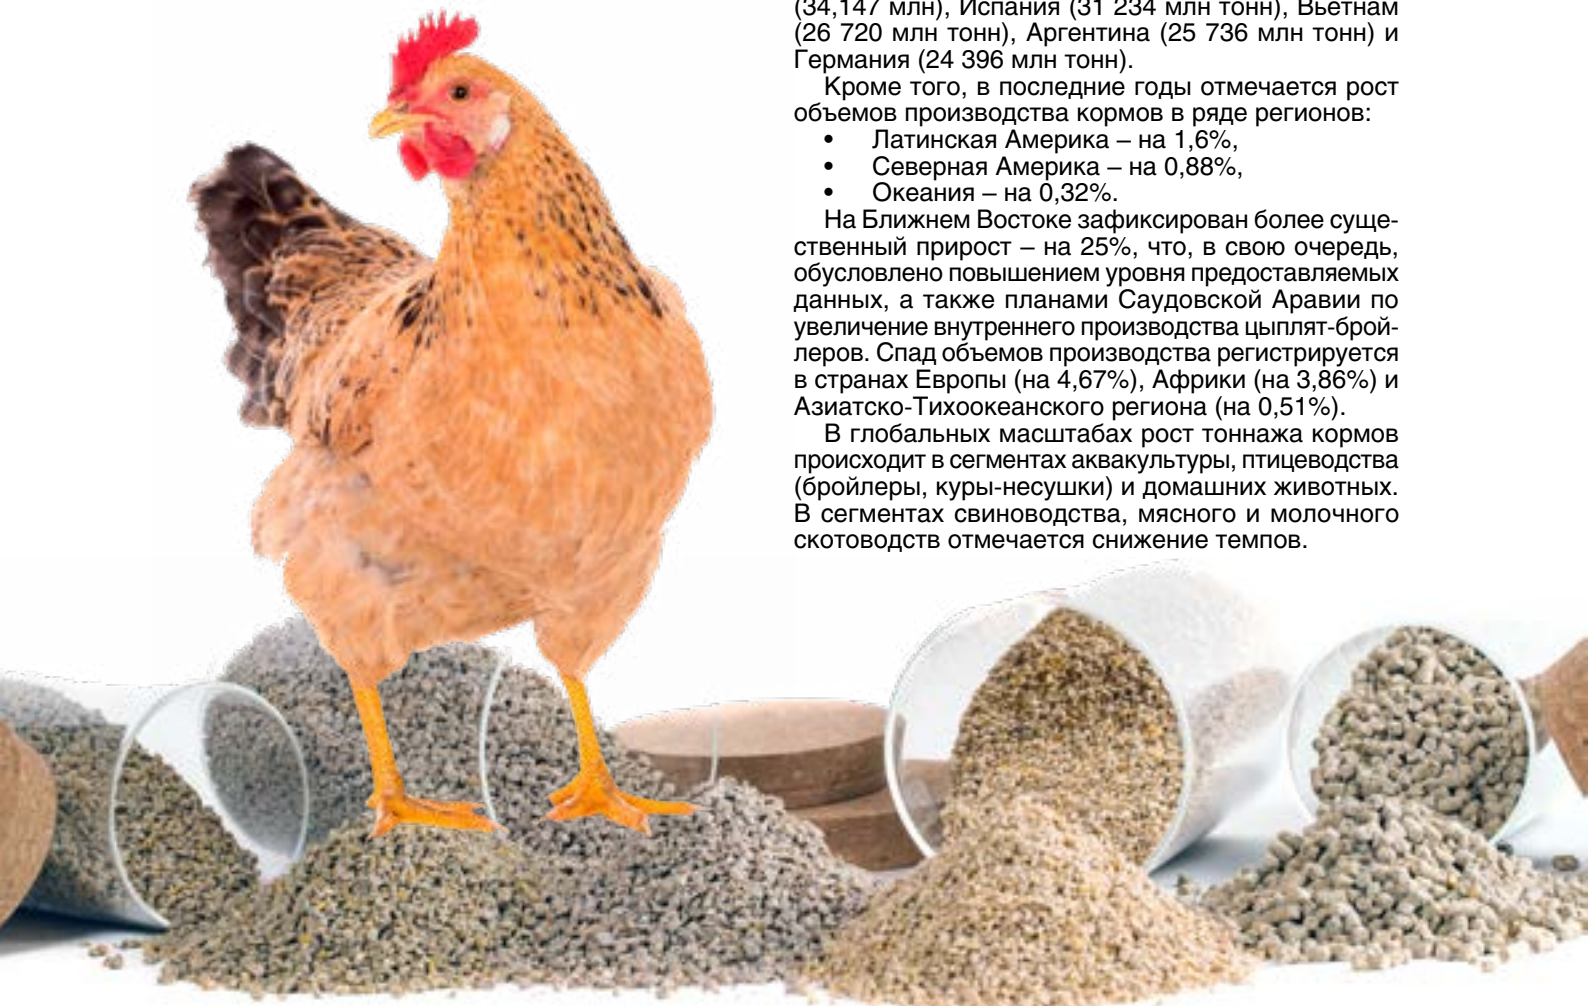 (34,147 млн), Испания (31 234 млн тонн), Вьетнам
(26 720 млн тонн), Аргентина (25 736 млн тонн) и
Германия (24 396 млн тонн).
Кроме того, в последние годы отмечается рост
объемов производства кормов в ряде регионов:
• Латинская Америка – на 1,6%,
• Северная Америка – на 0,88%,
• Океания – на 0,32%.
На Ближнем Востоке зафиксирован более суще-
ственный прирост – на 25%, что, в свою очередь,
обусловлено повышением уровня предоставляемых
данных, а также планами Саудовской Аравии по
увеличение внутреннего производства цыплят-брой-
леров. Спад объемов производства регистрируется
в странах Европы (на 4,67%), Африки (на 3,86%) и
Азиатско-Тихоокеанского региона (на 0,51%).
В глобальных масштабах рост тоннажа кормов
происходит в сегментах аквакультуры, птицеводства
(бройлеры, куры-несушки) и домашних животных.
В сегментах свиноводства, мясного и молочного
скотоводств отмечается снижение темпов.